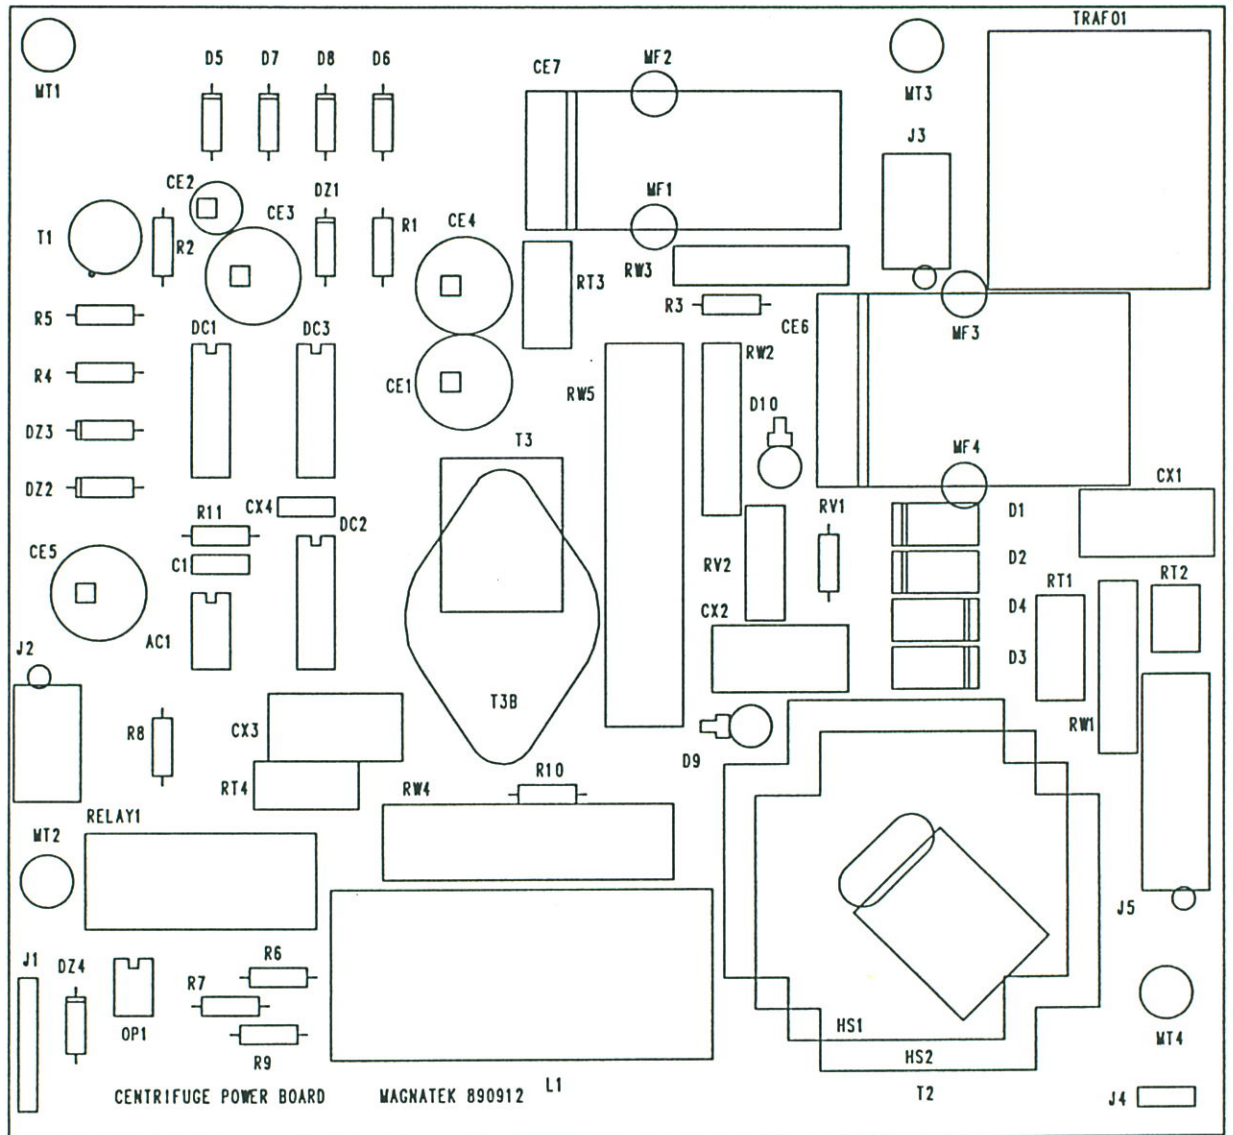 TRAFO1
D5 D7 D8 D6
CE7
MF2
MT1
MT3
J3
CE2
DZ1
MF1
CE3
CE4
R1
T1
R2
RW3
RT3
R3
R5
DC1
DC3
CE6
MF3
RW2
R4
CE1
RW5
D10
DZ3
T3
MF4
DZ2
CX4
R11
DC2
RV1
D1
CX1
CE5
C1
RV2
D2
RT1
RT2
CX2
D4
AC1
J2
D3
T3B
R8
CX3
RW1
D9
R10
RT4
RW4
RELAY1
MT2
J5
J1
DZ4
R6
R7
OP1
HS1
MT4
R9
HS2
L1
T2
J4
CENTRIFUGE POWER BOARD MAGNATEK 890912